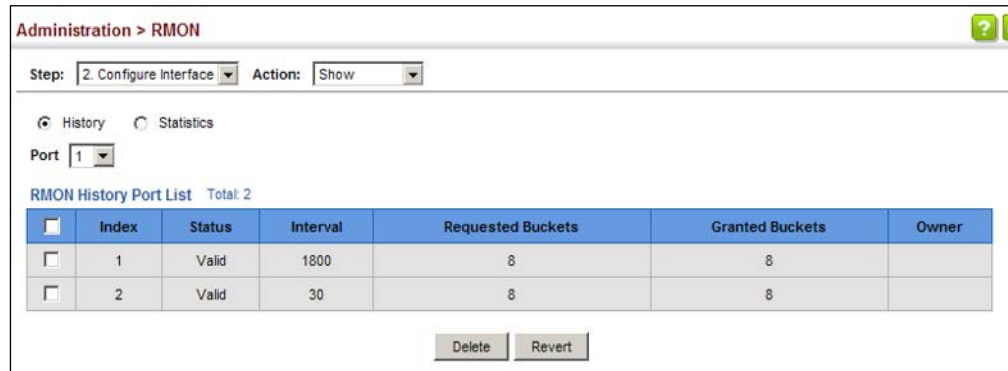 Administration > RMON
?
Step: 2. Configure Interface Action: Show
History Statistics
Port 1
RMON History Port List Total: 2
Index Status Interval Requested Buckets Granted Buckets Owner
1 Valid 1800 8 8
2 Valid 30 8 8
Delete Revert